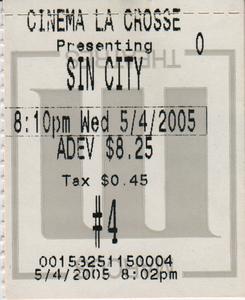 CINEMA LA CROSSE
Presenting 0
SIN CITY
8:10pm Wed 5/4/2005
ADEV $8.25
Tax $0.45
#4
00153251150004
5/4/2005 8:02pm